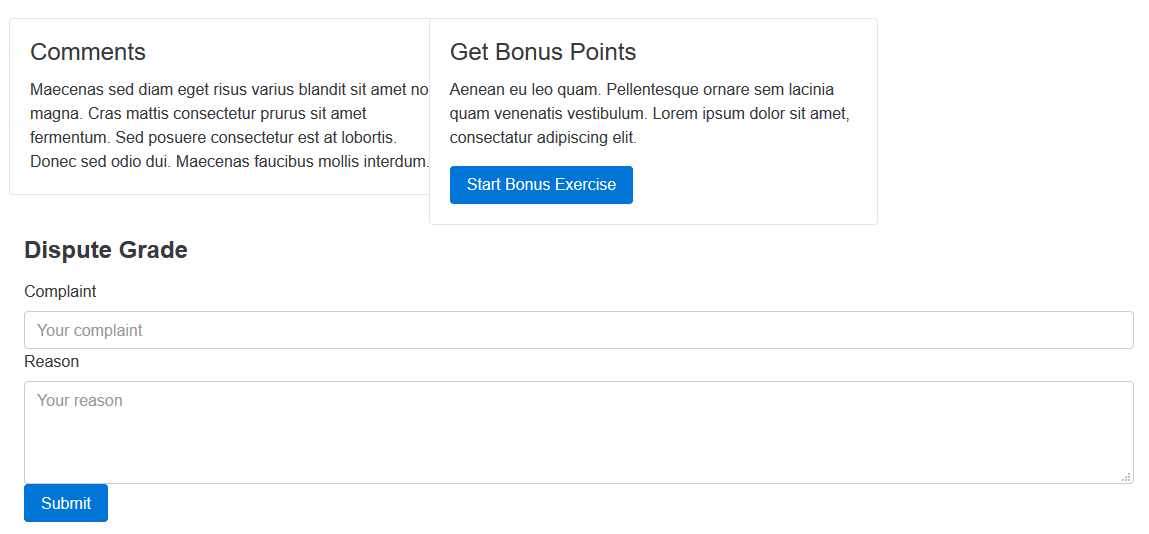 Comments
Maecenas sed diam eget risus varius blandit sit amet no
magna. Cras mattis consectetur prurus sit amet
fermentum. Sed posuere consectetur est at lobortis.
Donec sed odio dui. Maecenas faucibus mollis interdum.
Get Bonus Points
Aenean eu leo quam. Pellentesque ornare sem lacinia
quam venenatis vestibulum. Lorem ipsum dolor sit amet,
consectatur adipiscing elit.
Start Bonus Exercise
Dispute Grade
Complaint
Your complaint
Reason
Your reason
Submit